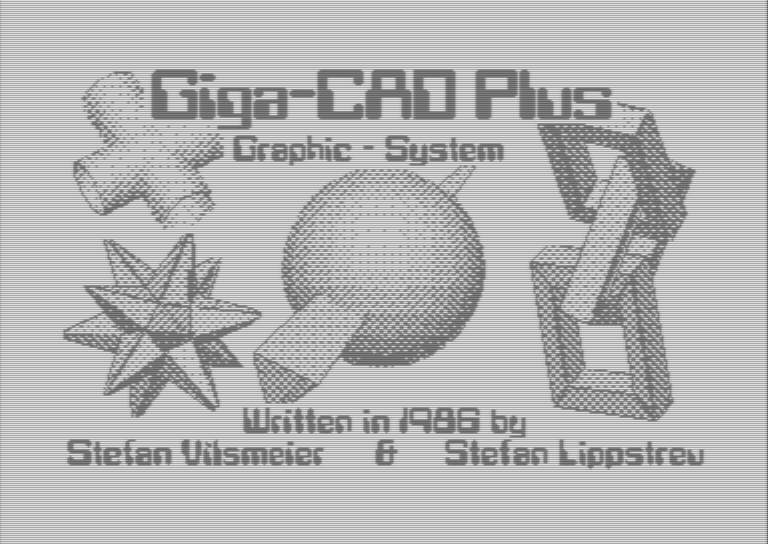 Giga-CAD Plus
Graphic - System
Written in 1986 by
Stefan Vilsmeier & Stefan Lippstreu